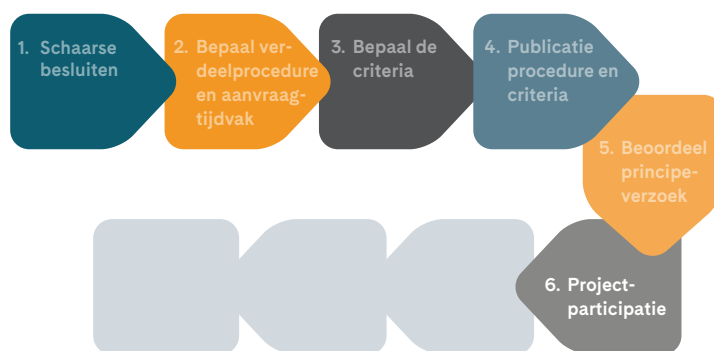 1. Schaarse
besluiten
2. Bepaal ver-
deelprocedure
en aanvraag-
tijdvak
3. Bepaal de
criteria
4. Publicatie
procedure en
criteria
5. Beoordeel
principe-
verzoek
6. Project-
participatie